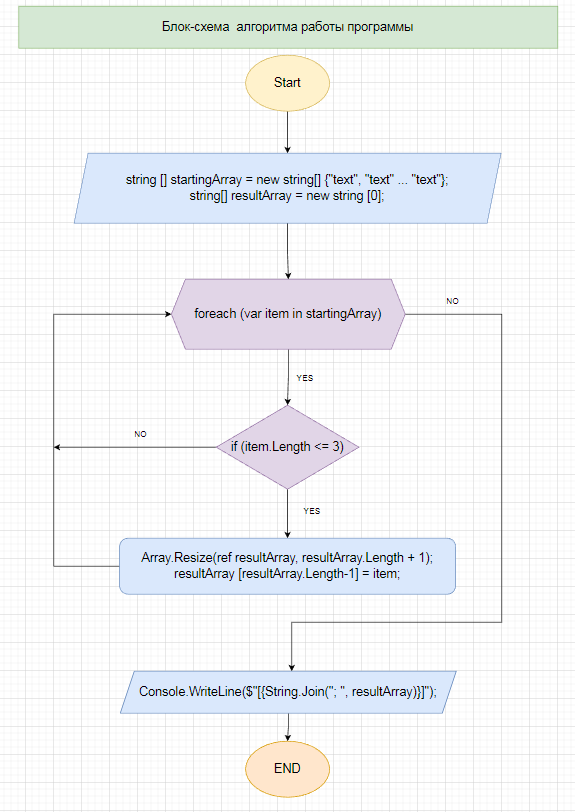 Блок-схема алгоритма работы программы
Start
string [] startingArray = new string[] {"text", "text" ... "text"};
string[] resultArray = new string [0];
foreach (var item in startingArray)
NO
YES
NO
if (item.Length <= 3)
YES
Array.Resize(ref resultArray, resultArray.Length + 1);
resultArray [resultArray.Length-1] = item;
Console.WriteLine($"[{String.Join("; ", resultArray)}]");
END